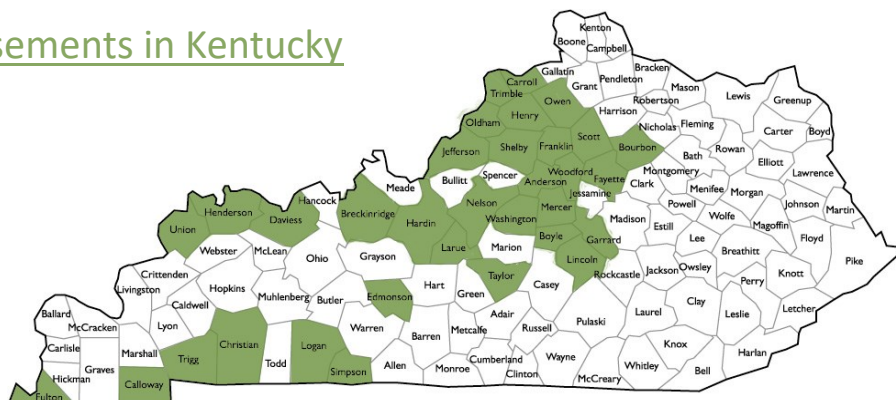 sements in Kentucky
Kenton
Boone
Campbell
Gallatin
Bracken
Carroll
Pendleton
Grant
Mason
Trimble
Owen
Robertson
Lewis
Greenup
Harrison
Henry
Oldham
Nicholas
Fleming
Scott
Carter
Boyd
Jefferson
Shelby
Franklin
Bourbon
Rowan
Bath
Elliott
Woodford
Montgomery
Lawrence
Bullitt
Spencer
Anderson
Fayette
Clark
Menifee
Morgan
Meade
Jessamine
Hancock
Nelson
Powell
Johnson
Martin
Henderson
Breckinridge
Mercer
Madison
Wolfe
Daviess
Washington
Magoffin
Union
Hardin
Estill
Boyle
Garrard
Lee
Floyd
Webster
McLean
Larue
Marion
Breathitt
Ohio
Grayson
Lincoln
Pike
Crittenden
Taylor
Rockcastle
Jackson
Owsley
Knott
Livingston
Hopkins
Hart
Casey
Perry
Muhlenberg
Butler
Edmonson
Green
Caldwell
Clay
Ballard
Adair
Laurel
Leslie
Letcher
McCracken
Lyon
Warren
Metcalfe
Russell
Pulaski
Barren
Carlisle
Marshall
Christian
Logan
Knox
Harlan
Trigg
Todd
Simpson
Allen
Monroe
Cumberland
Wayne
Whitley
Bell
Graves
Clinton
McCreary
Hickman
Calloway
Fulton